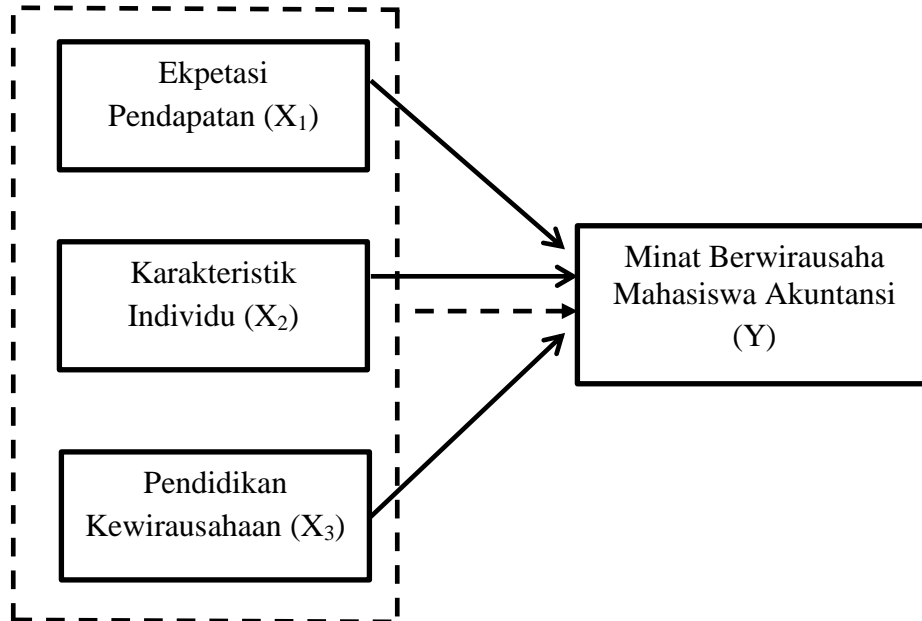 Ekpetasi
Pendapatan (X₁)
Karakteristik
Individu (X₂)
Pendidikan
Kewirausahaan (X₃)
Minat Berwirausaha
Mahasiswa Akuntansi
(Y)